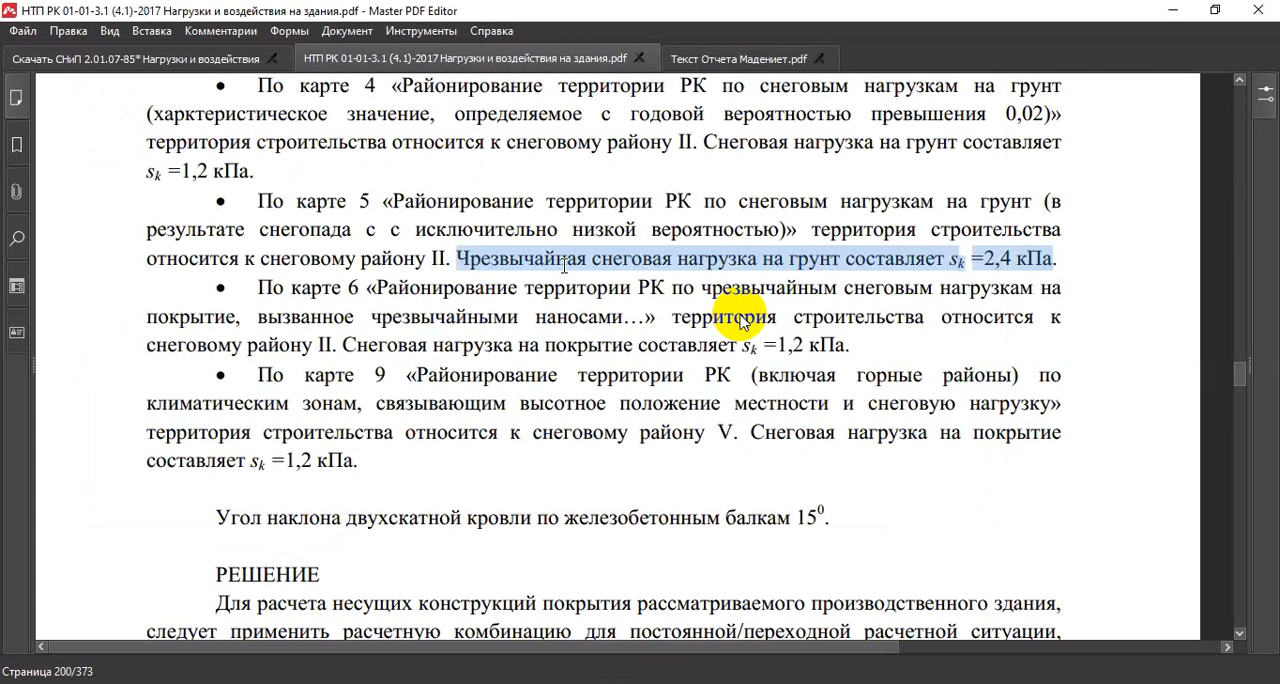 НТП РК 01-01-3.1 (4.1)-2017 Нагрузки и воздействия на здания.pdf - Master PDF Editor
Файл Правка Вид Вставка Комментарии Формы Документ Инструменты Справка
Скачать СНиП 2.01.07-85* Нагрузки и воздействия НТП РК 01-01-3.1 (4.1)-2017 Нагрузки и воздействия на здания.pdf Текст Отчета Мадениет.pdf
• По карте 4 «Районирование территории РК по снеговым нагрузкам на грунт
(харктеристическое значение, определяемое с годовой вероятностью превышения 0,02)»
территория строительства относится к снеговому району II. Снеговая нагрузка на грунт составляет
sk =1,2 кПа.
• По карте 5 «Районирование территории РК по снеговым нагрузкам на грунт (в
результате снегопада с с исключительно низкой вероятностью)» территория строительства
относится к снеговому району II. Чрезвычайная снеговая нагрузка на грунт составляет sk =2,4 кПа.
• По карте 6 «Районирование территории РК по чрезвычайным снеговым нагрузкам на
покрытие, вызванное чрезвычайными наносами…» территория строительства относится к
снеговому району II. Снеговая нагрузка на покрытие составляет sk =1,2 кПа.
• По карте 9 «Районирование территории РК (включая горные районы) по
климатическим зонам, связывающим высотное положение местности и снеговую нагрузку»
территория строительства относится к снеговому району V. Снеговая нагрузка на покрытие
составляет sk =1,2 кПа.
Угол наклона двухскатной кровли по железобетонным балкам 15⁰.
РЕШЕНИЕ
Для расчета несущих конструкций покрытия рассматриваемого производственного здания,
следует применить расчетную комбинацию для постоянной/переходной расчетной ситуации,
Страница 200/373